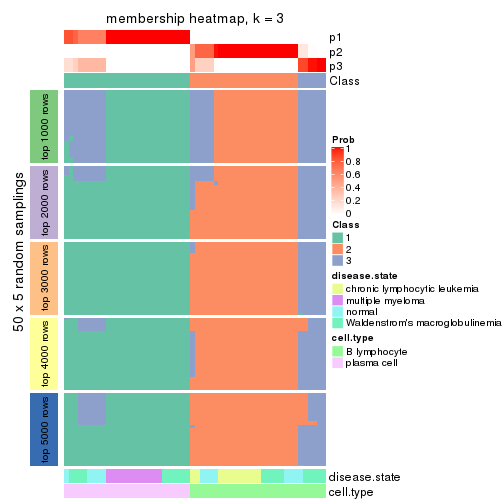 membership heatmap, k = 3
p1
p2
p3
Class
50 x 5 random samplings
top 1000 rows
top 2000 rows
top 3000 rows
top 4000 rows
top 5000 rows
Prob
1
0.8
0.6
0.4
0.2
0
Class
1
2
3
disease.state
chronic lymphocytic leukemia
multiple myeloma
normal
Waldenstrom's macroglobulinemia
cell.type
B lymphocyte
plasma cell
disease.state
cell.type